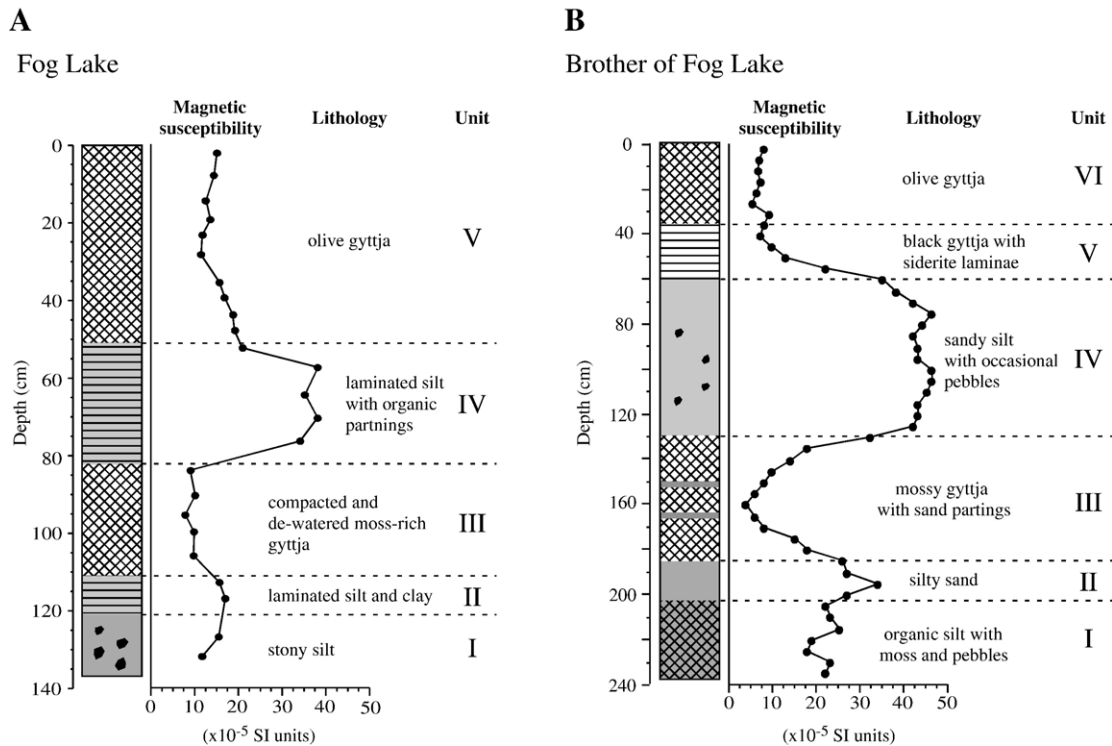 A
Fog Lake
Magnetic
susceptibility
Lithology
Unit
0
20
40
60
80
100
120
140
Depth (cm)
olive gyttja
V
laminated silt
with organic
partnings
IV
compacted and
de-watered moss-rich
gyttja
III
laminated silt and clay
II
stony silt
I
0 10 20 30 40 50
(x10-5 SI units)
B
Brother of Fog Lake
Magnetic
susceptibility
Lithology
Unit
0
40
80
120
160
200
240
Depth (cm)
olive gyttja
VI
black gyttja with
siderite laminae
V
sandy silt
with occasional
pebbles
IV
mossy gyttja
with sand partings
III
silty sand
II
organic silt with
moss and pebbles
I
0 10 20 30 40 50
(x10-5 SI units)